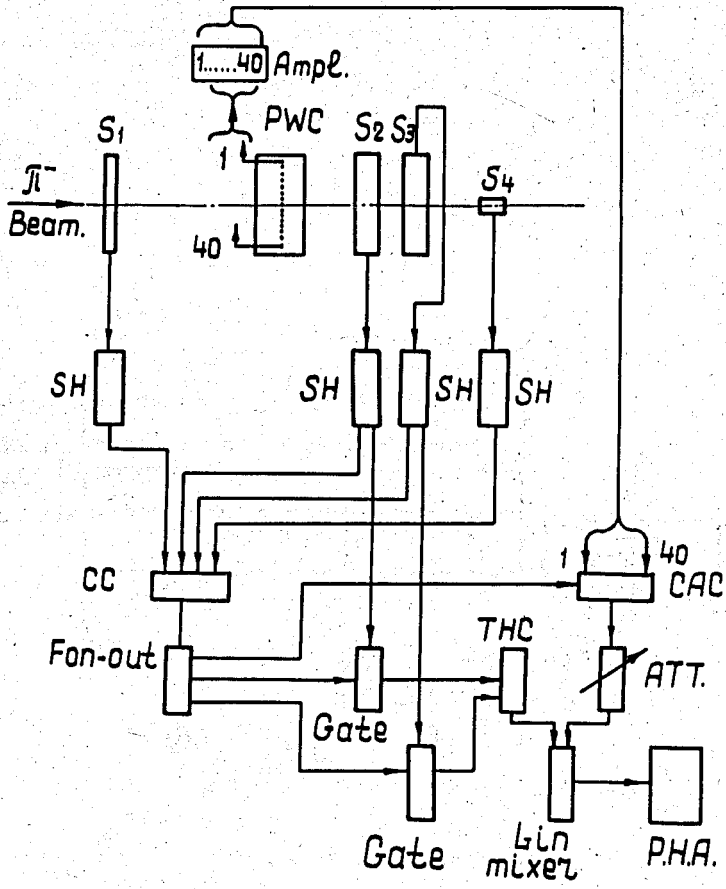 1......40 Ampl.
PWC
S1
S2 S3
S4
1
π⁻
Beam.
40
SH
SH
SH
SH
CC
1
40
CAC
Fon-out
THC
ATT.
Gate
Gate
Lin
mixer
P.H.A.